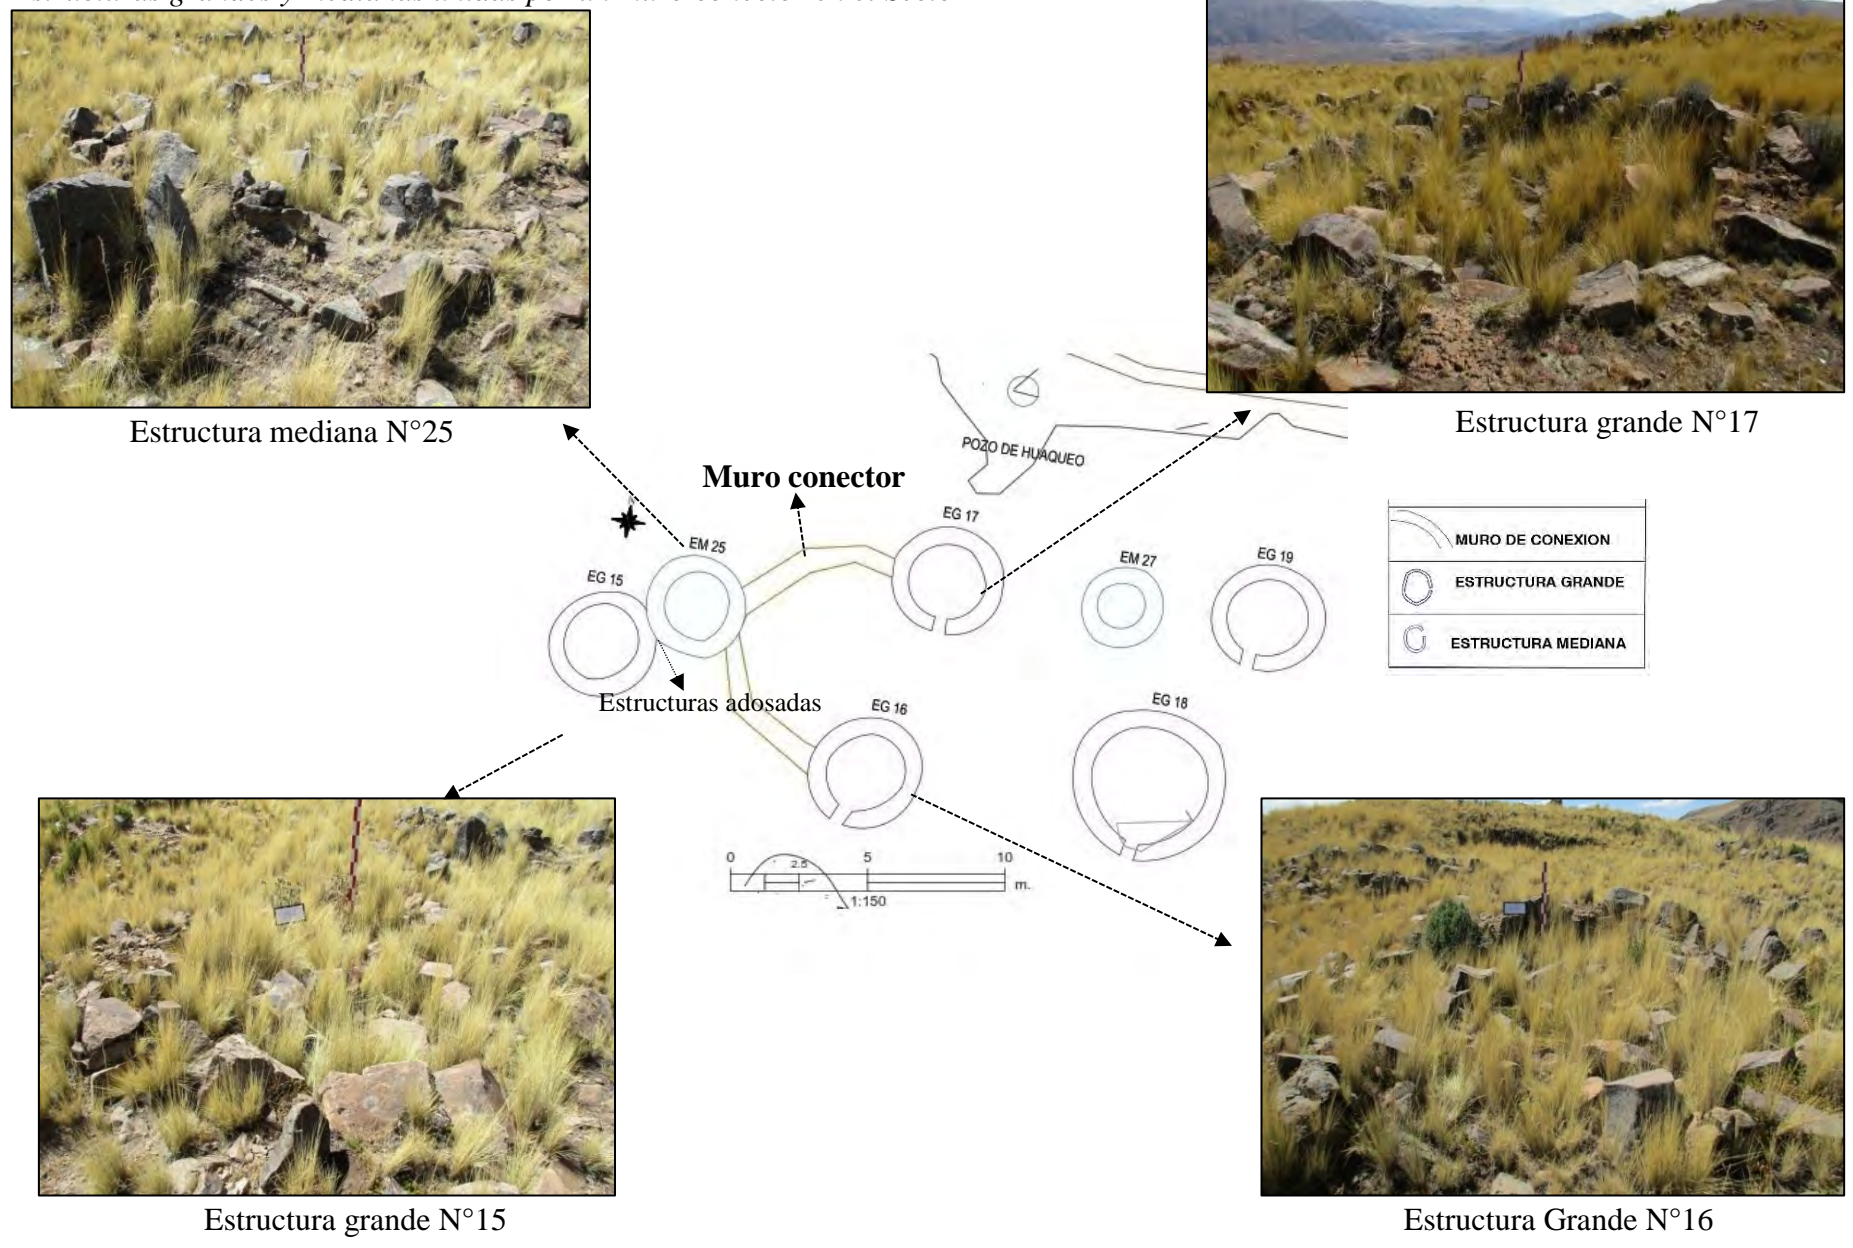 Estructura mediana N°25
Estructura grande N°17
POZO DE HUAQUEO
Muro conector
EG 17
EM 25
EM 27
EG 19
EG 15
MURO DE CONEXION
ESTRUCTURA GRANDE
ESTRUCTURA MEDIANA
Estructuras adosadas
EG 16
EG 18
0 2.5 5 10
m.
1:150
Estructura grande N°15
Estructura Grande N°16